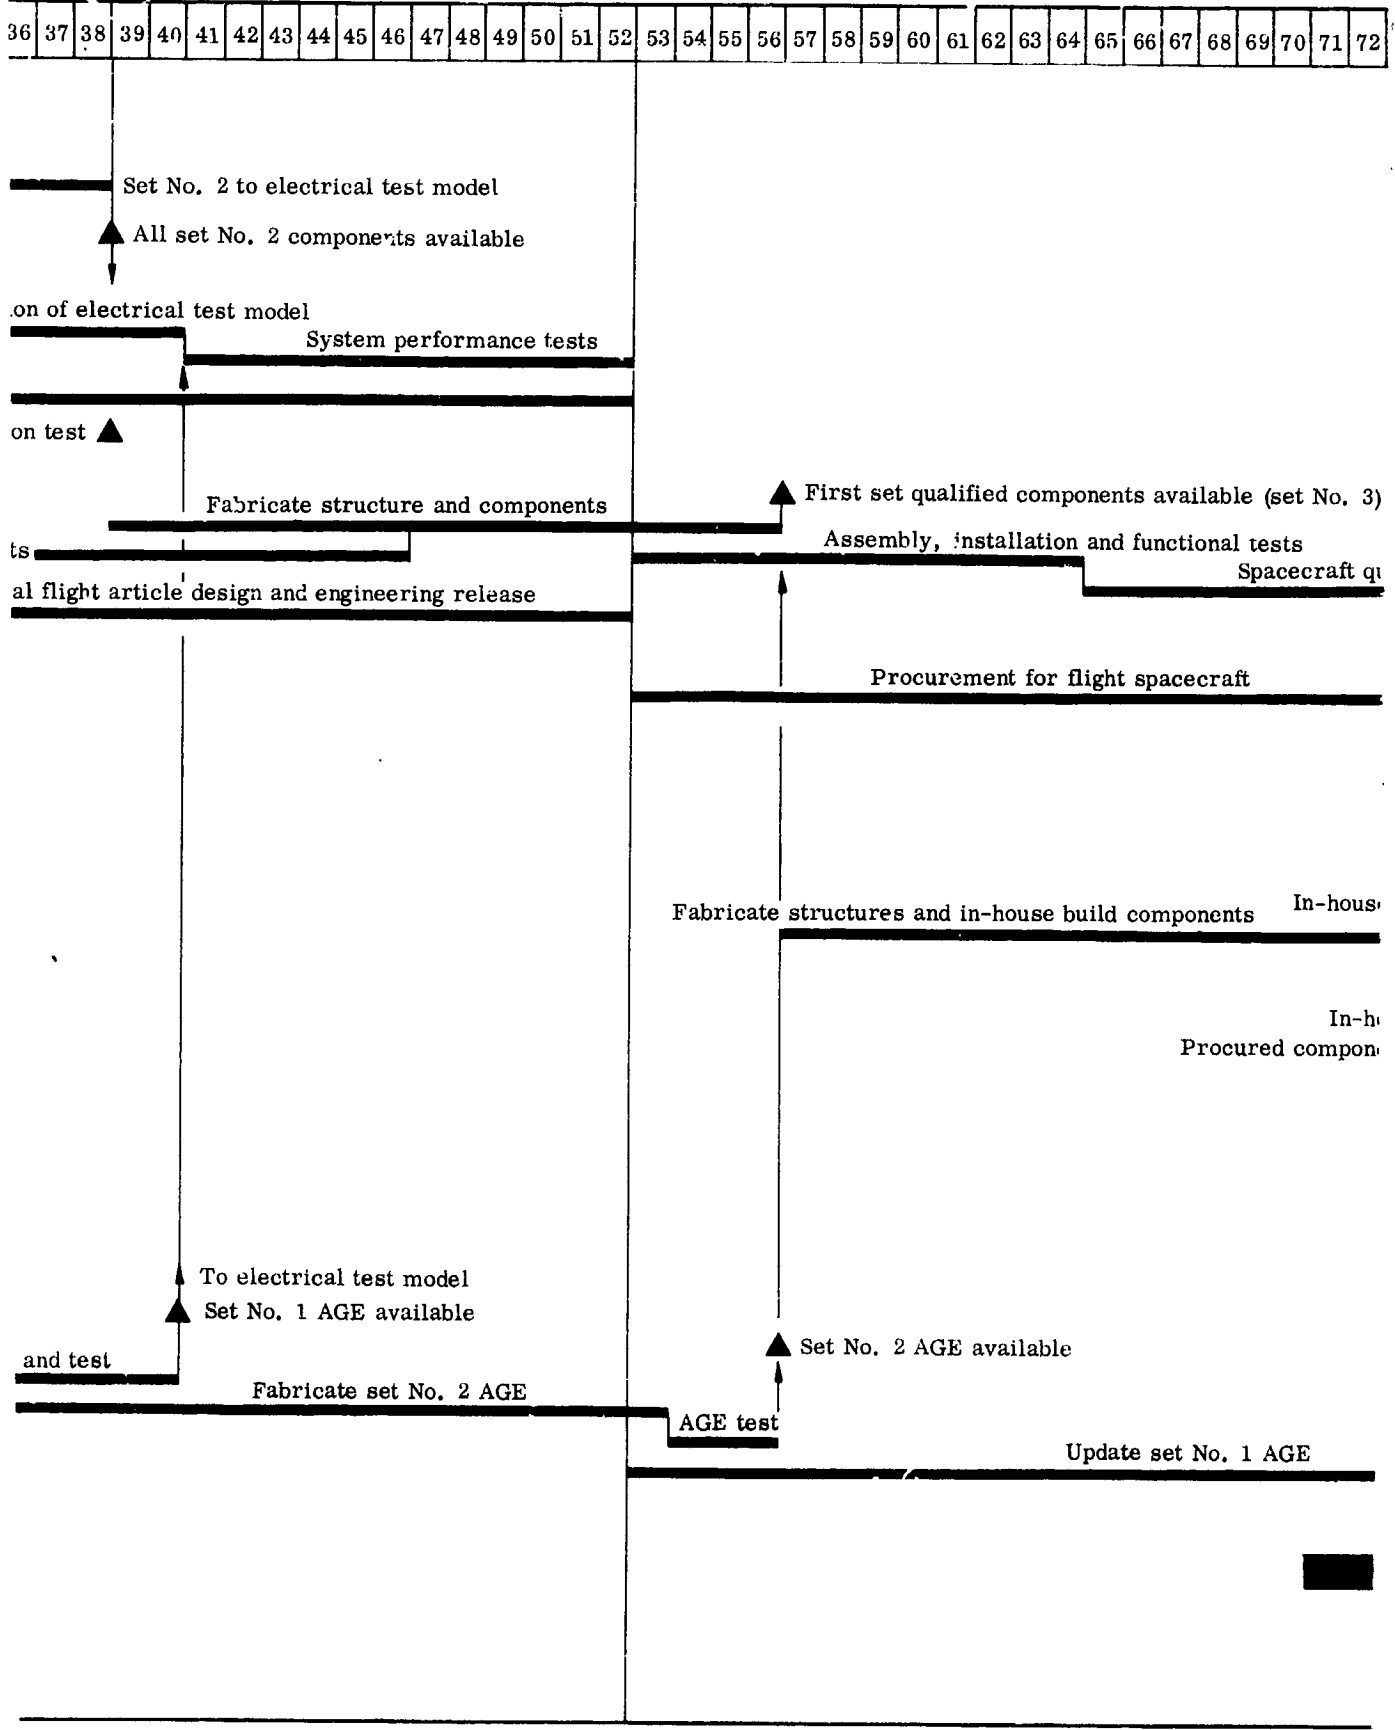 36 37 38 39 40 41 42 43 44 45 46 47 48 49 50 51 52 53 54 55 56 57 58 59 60 61 62 63 64 65 66 67 68 69 70 71 72
Set No. 2 to electrical test model
All set No. 2 components available
on of electrical test model
System performance tests
on test
First set qualified components available (set No. 3)
Fabricate structure and components
Assembly, installation and functional tests
ts
Spacecraft qu
al flight article design and engineering release
Procurement for flight spacecraft
In-hous
Fabricate structures and in-house build components
In-h
Procured compon
To electrical test model
Set No. 1 AGE available
Set No. 2 AGE available
and test
Fabricate set No. 2 AGE
AGE test
Update set No. 1 AGE